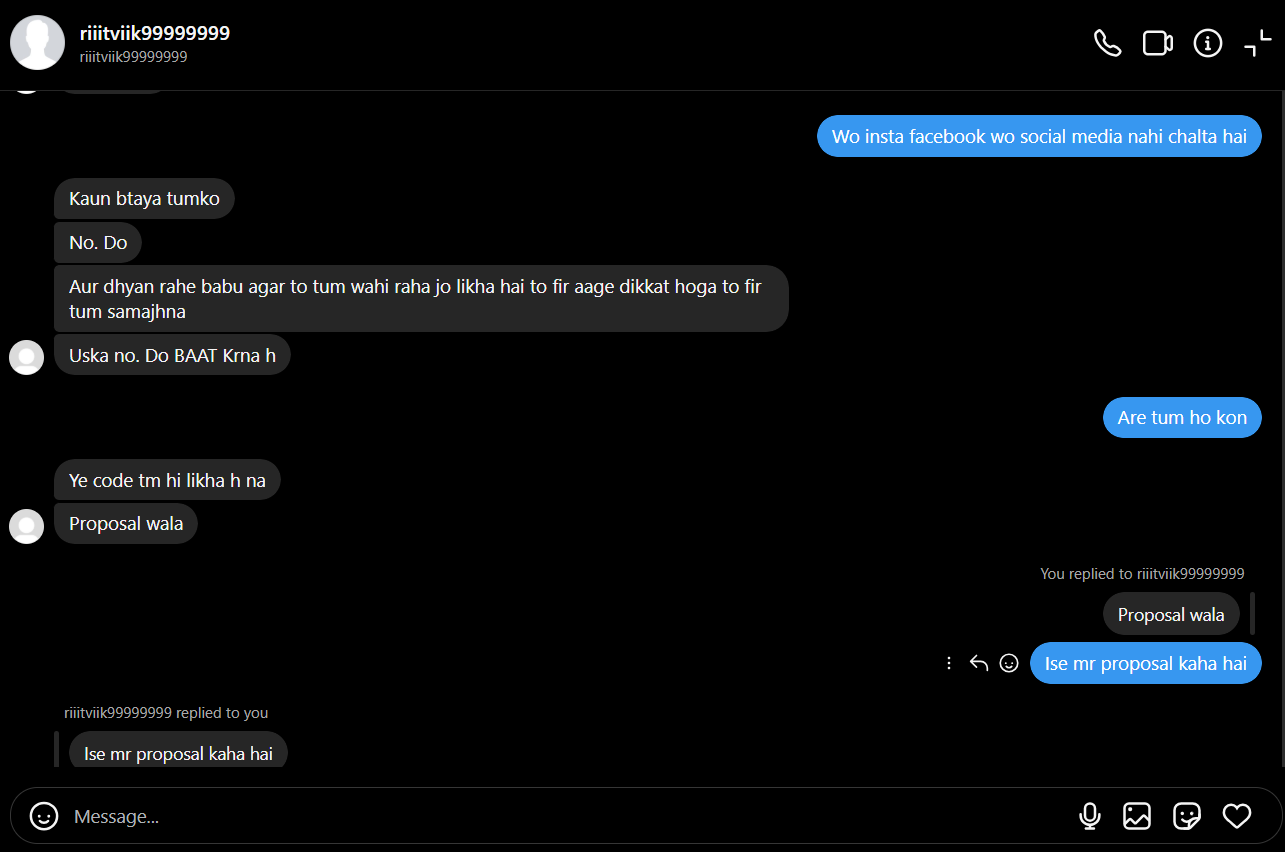 riiitviik99999999
riiitviik99999999
Wo insta facebook wo social media nahi chalta hai
Kaun btaya tumko
No. Do
Aur dhyan rahe babu agar to tum wahi raha jo likha hai to fir aage dikkat hoga to fir
tum samajhna
Uska no. Do BAAT Krna h
Are tum ho kon
Ye code tm hi likha h na
Proposal wala
You replied to riiitviik99999999
Proposal wala
Ise mr proposal kaha hai
riiitviik99999999 replied to you
Ise mr proposal kaha hai
Message...